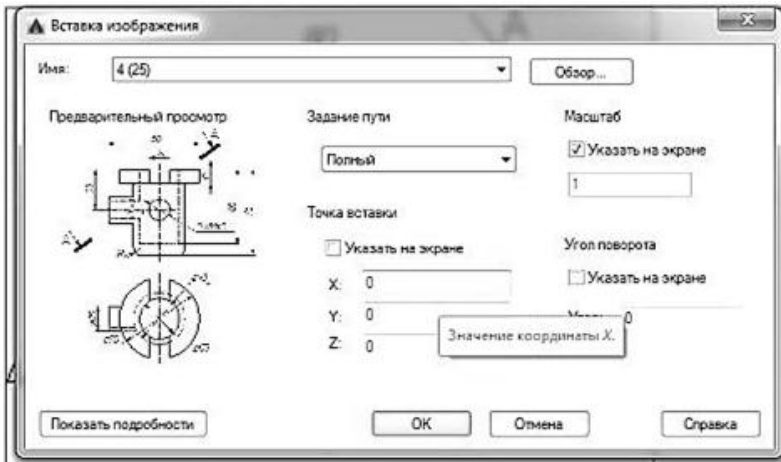 Вставка изображения
Имя:
4 (25)
Обзор...
Предварительный просмотр
Задание пути
Полный
Масштаб
Указать на экране
1
Точка вставки
Указать на экране
X: 0
Y: 0
Z: 0
Угол поворота
Указать на экране
0
Значение координаты X.
Показать подробности
OK
Отмена
Справка